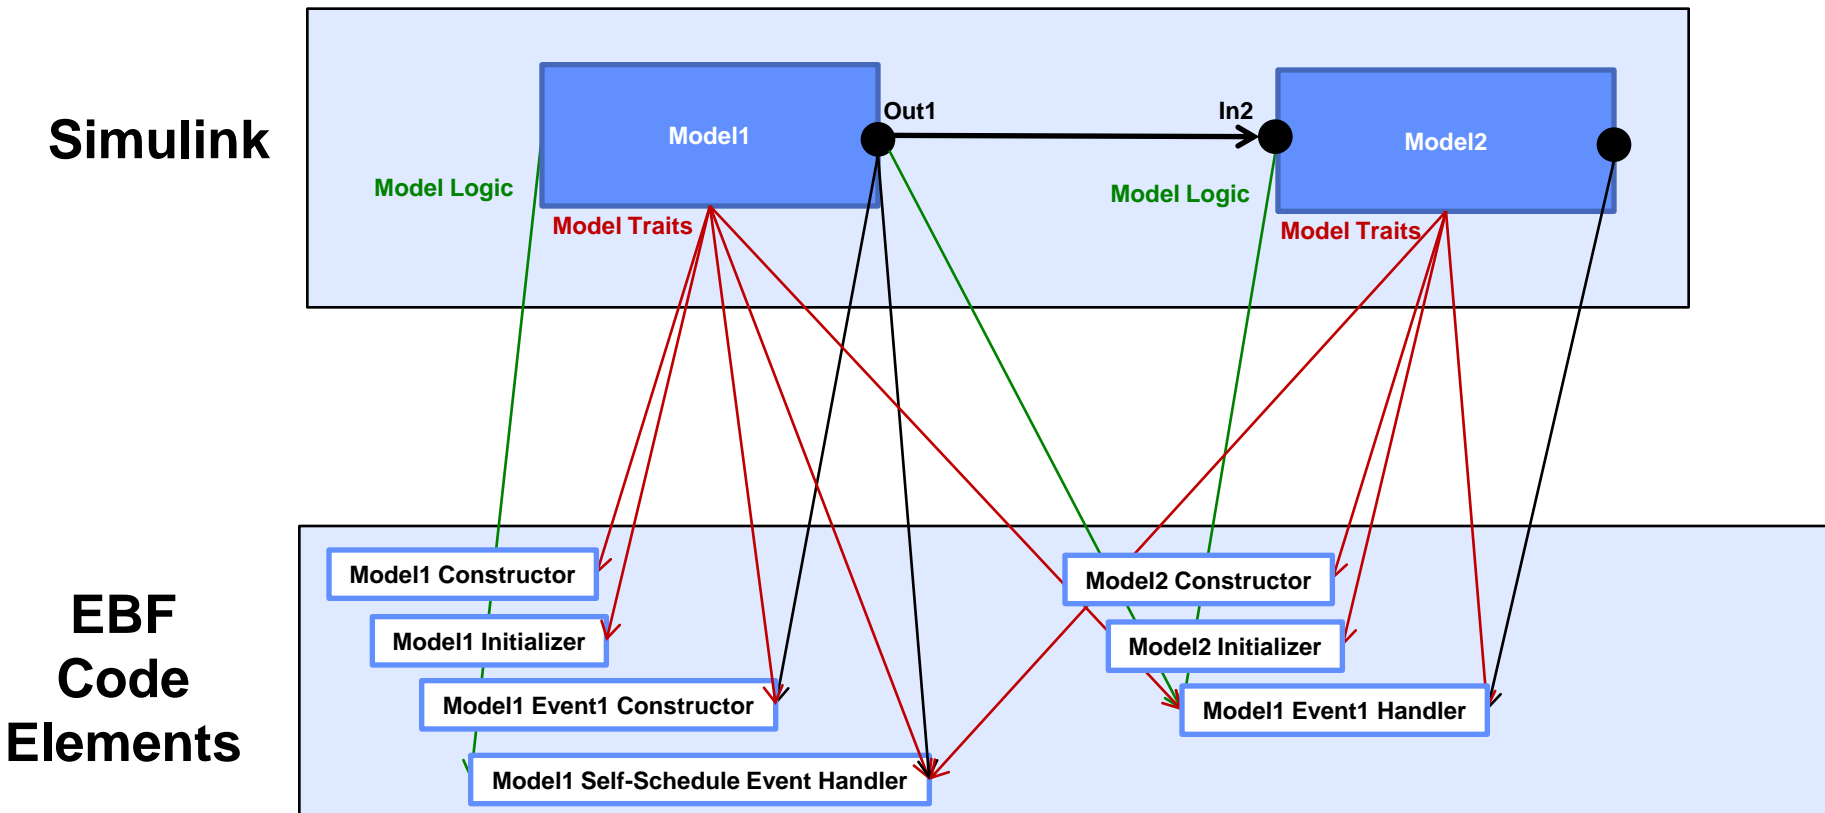 Simulink
Model1
Out1
In2
Model2
Model Logic
Model Traits
Model Logic
Model Traits
EBF
Code
Elements
Model1 Constructor
Model1 Initializer
Model1 Event1 Constructor
Model1 Self-Schedule Event Handler
Model2 Constructor
Model2 Initializer
Model1 Event1 Handler